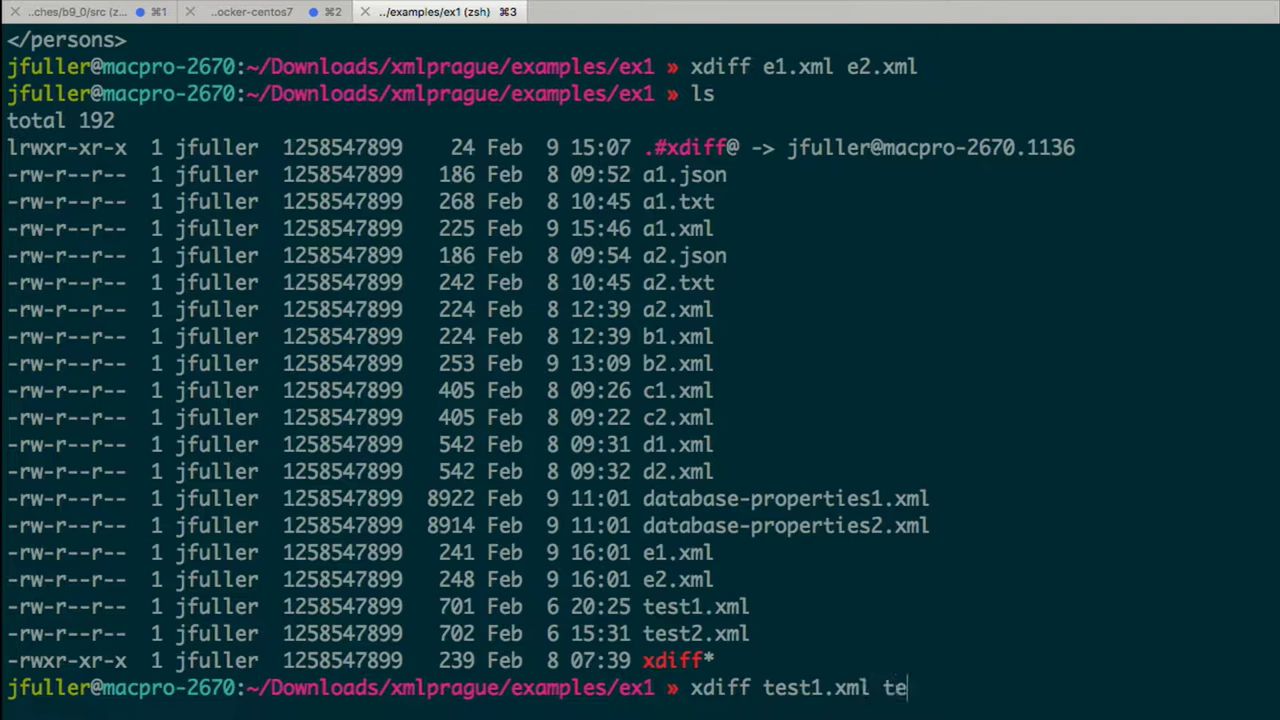 ..ches/b9_0/src (z... ⌘1 ..ocker-centos7 ⌘2 ../examples/ex1 (zsh) ⌘3
</persons>
jfuller@macpro-2670:~/Downloads/xmlprague/examples/ex1 » xdiff e1.xml e2.xml
jfuller@macpro-2670:~/Downloads/xmlprague/examples/ex1 » ls
total 192
lrwxr-xr-x 1 jfuller 1258547899 24 Feb 9 15:07 .#xdiff@ -> jfuller@macpro-2670.1136
-rw-r--r-- 1 jfuller 1258547899 186 Feb 8 09:52 a1.json
-rw-r--r-- 1 jfuller 1258547899 268 Feb 8 10:45 a1.txt
-rw-r--r-- 1 jfuller 1258547899 225 Feb 9 15:46 a1.xml
-rw-r--r-- 1 jfuller 1258547899 186 Feb 8 09:54 a2.json
-rw-r--r-- 1 jfuller 1258547899 242 Feb 8 10:45 a2.txt
-rw-r--r-- 1 jfuller 1258547899 224 Feb 8 12:39 a2.xml
-rw-r--r-- 1 jfuller 1258547899 224 Feb 8 12:39 b1.xml
-rw-r--r-- 1 jfuller 1258547899 253 Feb 9 13:09 b2.xml
-rw-r--r-- 1 jfuller 1258547899 405 Feb 8 09:26 c1.xml
-rw-r--r-- 1 jfuller 1258547899 405 Feb 8 09:22 c2.xml
-rw-r--r-- 1 jfuller 1258547899 542 Feb 8 09:31 d1.xml
-rw-r--r-- 1 jfuller 1258547899 542 Feb 8 09:32 d2.xml
-rw-r--r-- 1 jfuller 1258547899 8922 Feb 9 11:01 database-properties1.xml
-rw-r--r-- 1 jfuller 1258547899 8914 Feb 9 11:01 database-properties2.xml
-rw-r--r-- 1 jfuller 1258547899 241 Feb 9 16:01 e1.xml
-rw-r--r-- 1 jfuller 1258547899 248 Feb 9 16:01 e2.xml
-rw-r--r-- 1 jfuller 1258547899 701 Feb 6 20:25 test1.xml
-rw-r--r-- 1 jfuller 1258547899 702 Feb 6 15:31 test2.xml
-rwxr-xr-x 1 jfuller 1258547899 239 Feb 8 07:39 xdiff*
jfuller@macpro-2670:~/Downloads/xmlprague/examples/ex1 » xdiff test1.xml te